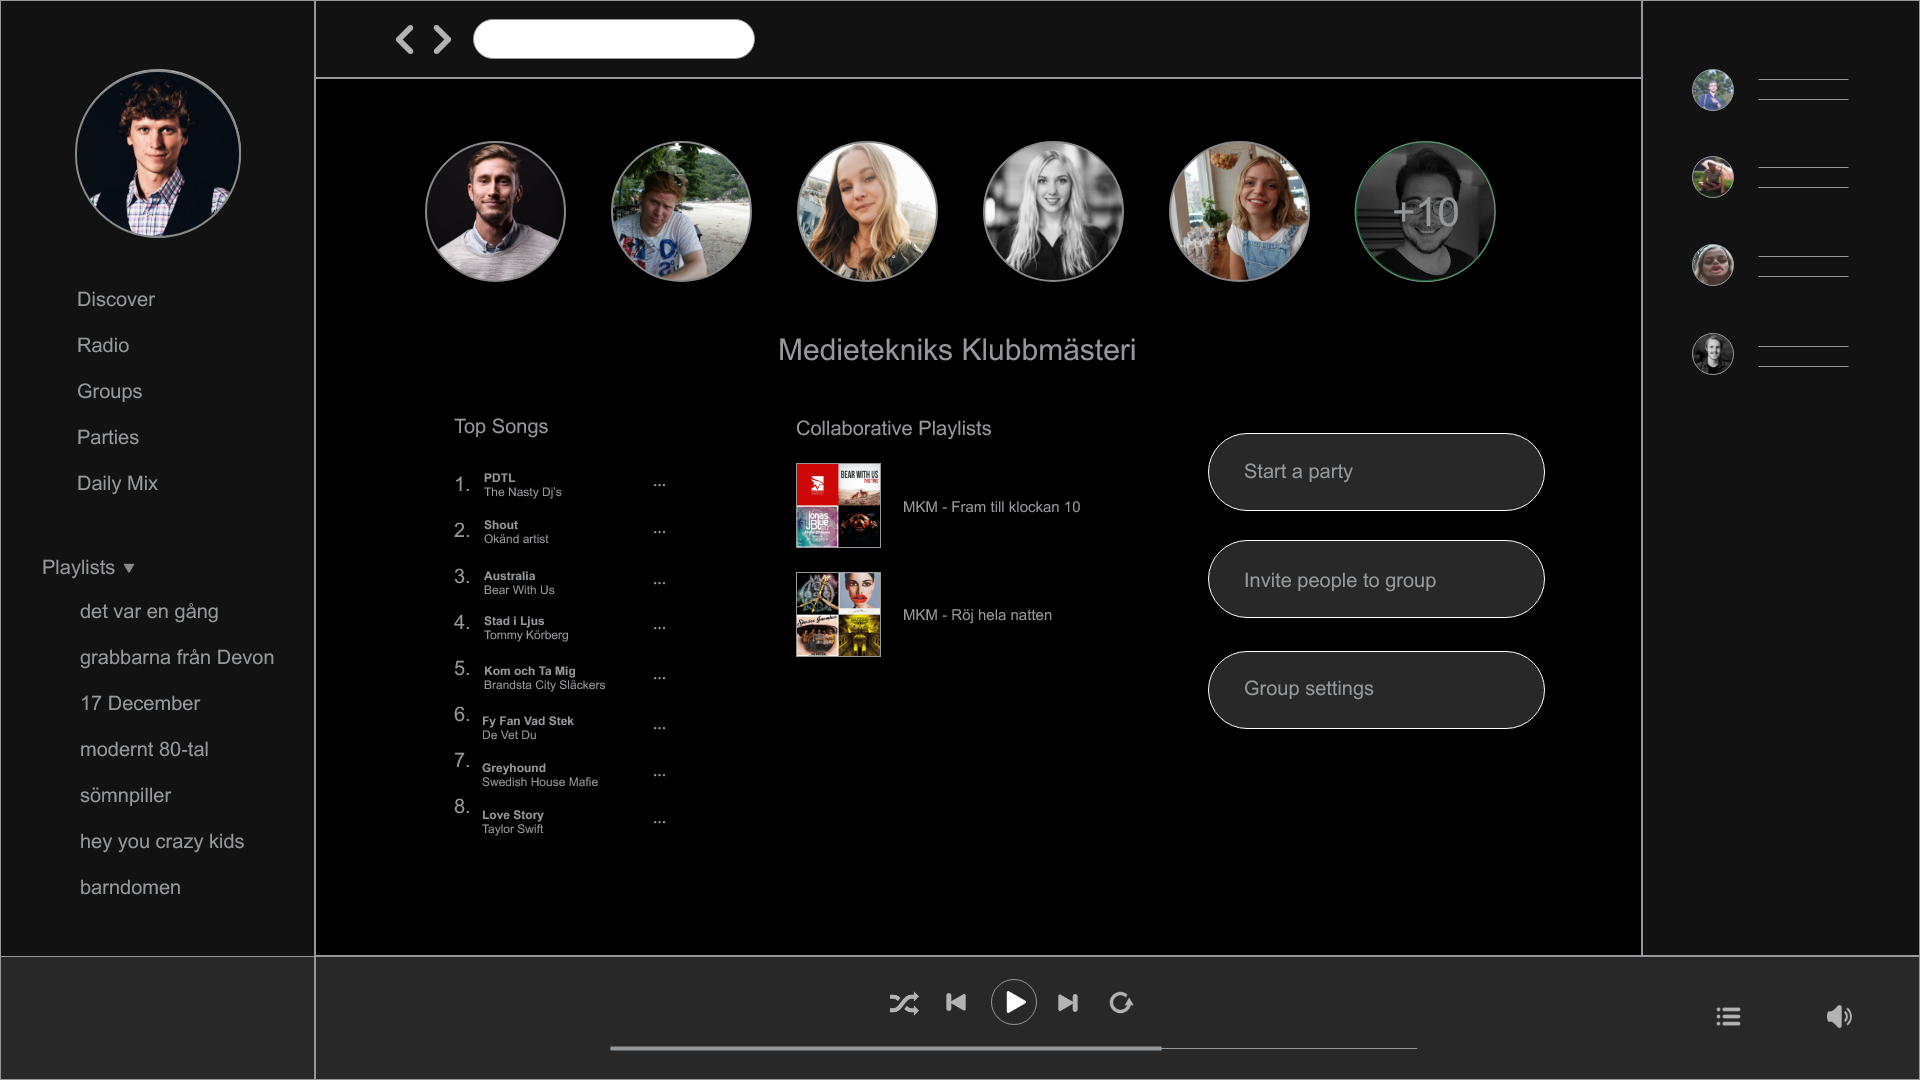 Discover
Radio
Groups
Parties
Daily Mix
Playlists
det var en gång
grabbarna från Devon
17 December
modernt 80-tal
sömnpiller
hey you crazy kids
barndomen
+10
Medietekniks Klubbmästeri
Top Songs
1. PDTL
The Nasty Dj's
...
2. Shout
Okänd artist
...
3. Australia
Bear With Us
...
4. Stad i Ljus
Tommy Körberg
...
5. Kom och Ta Mig
Brandsta City Släckers
...
6. Fy Fan Vad Stek
De Vet Du
...
7. Greyhound
Swedish House Mafie
...
8. Love Story
Taylor Swift
...
Collaborative Playlists
BEAR WITH US
jonas
Blue
MKM - Fram till klockan 10
MKM - Röj hela natten
Start a party
Invite people to group
Group settings